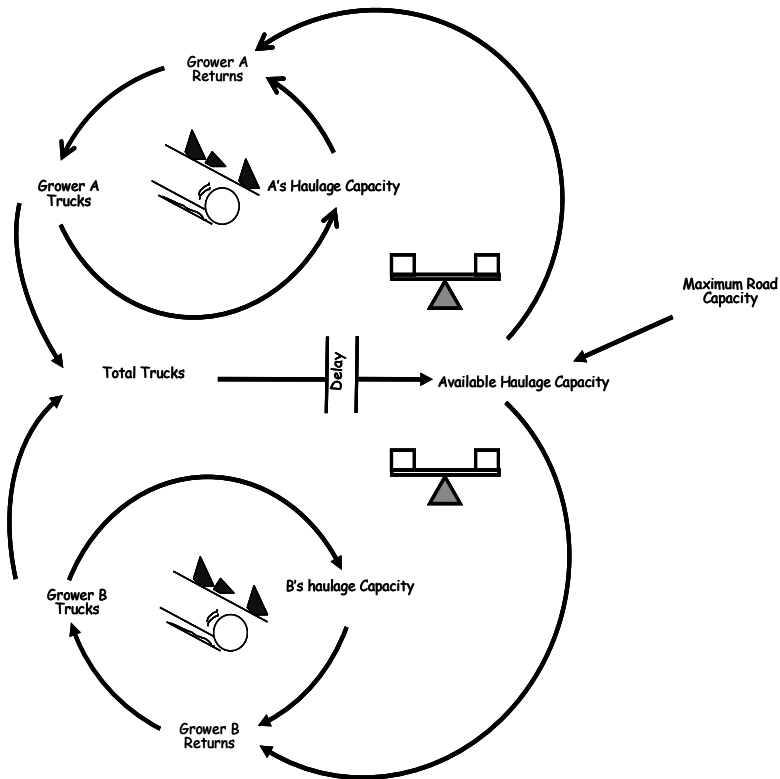 Grower A
Returns
Grower A
Trucks
A's Haulage Capacity
Maximum Road
Capacity
Total Trucks
Delay
Available Haulage Capacity
Grower B
Trucks
B's haulage Capacity
Grower B
Returns